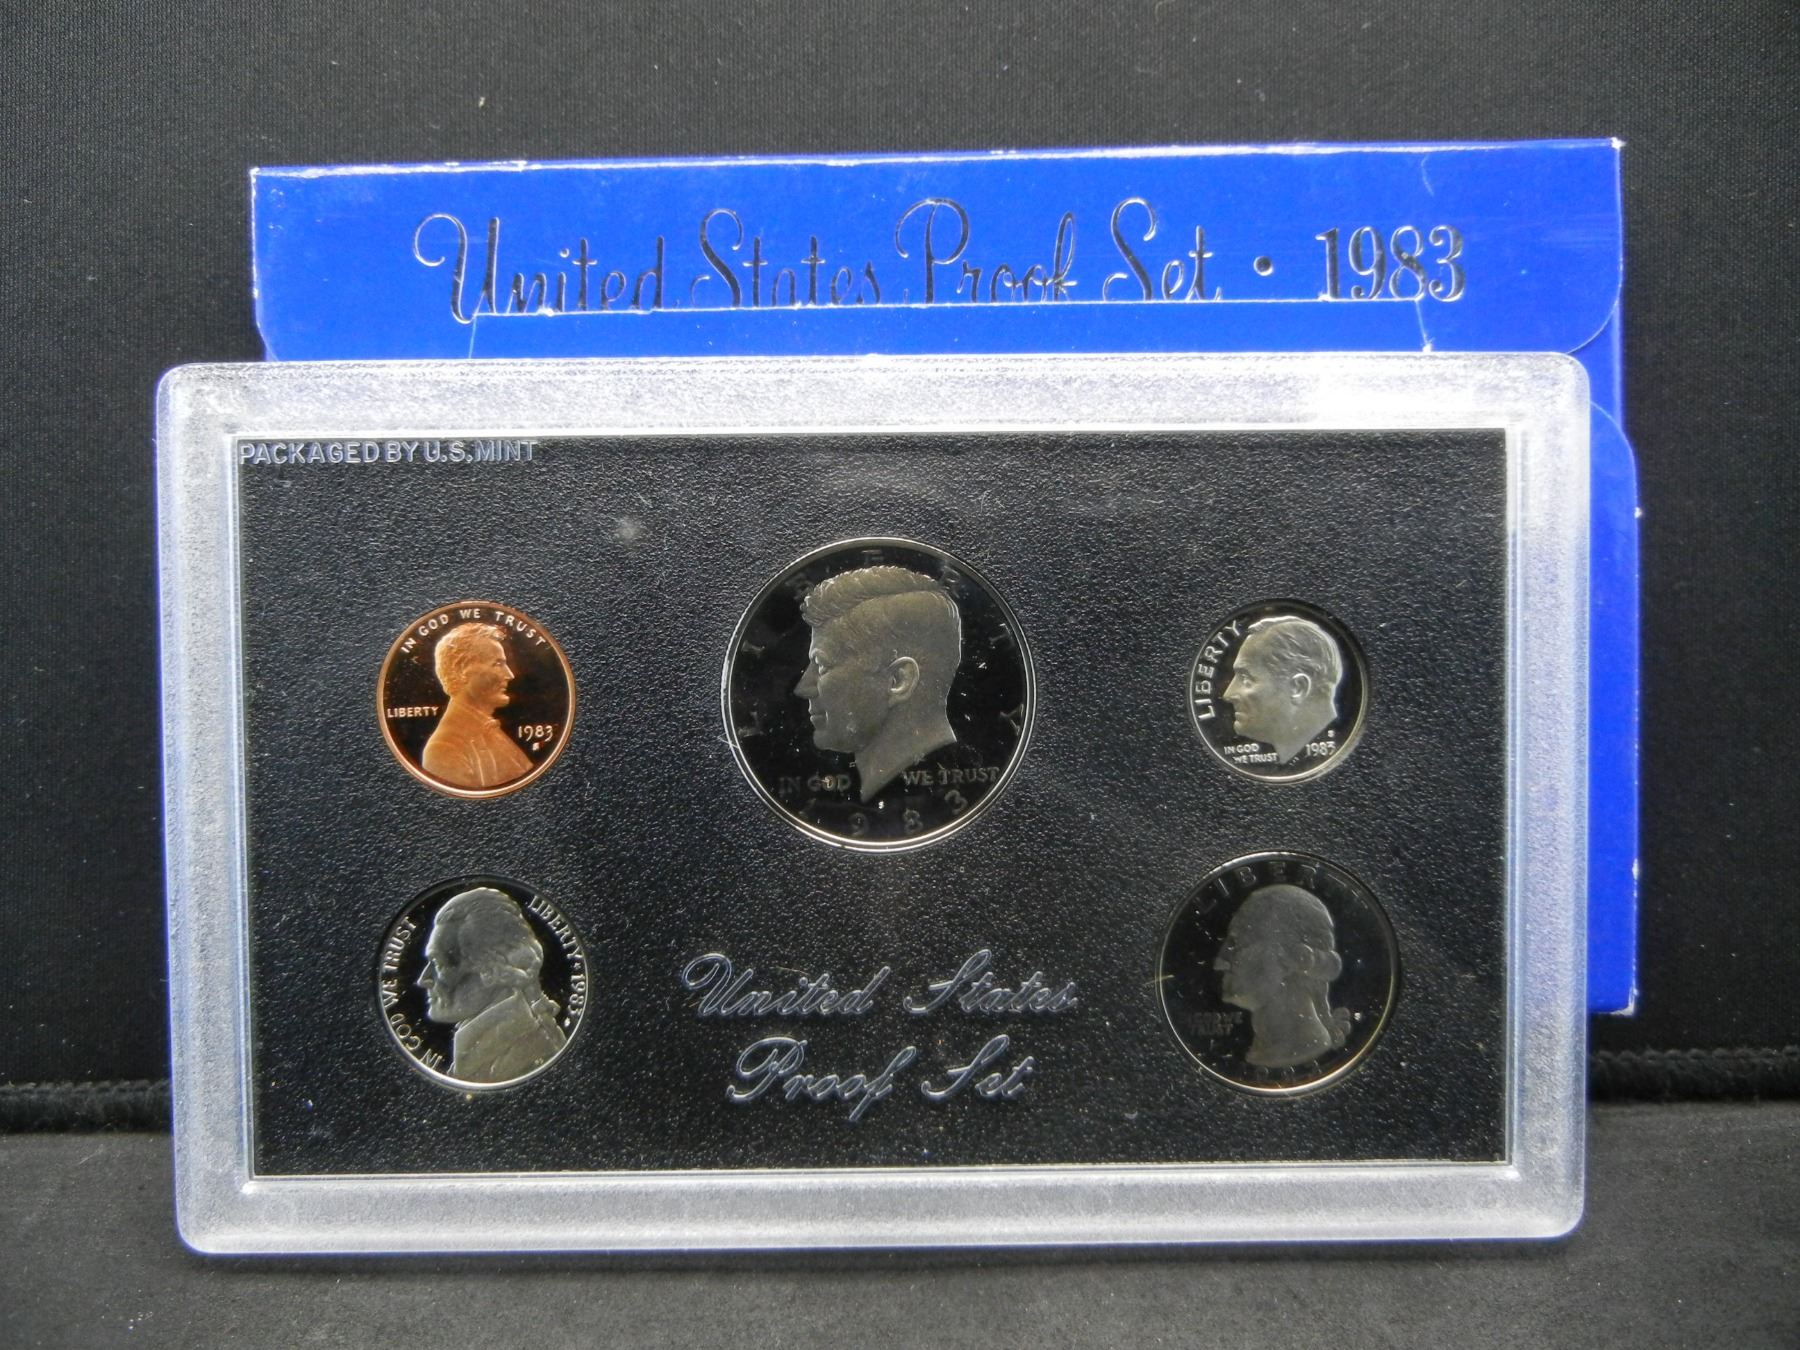 United States Proof Set • 1983
PACKAGED BY U.S. MINT
IN GOD WE TRUST
LIBERTY
1983
S
LIBERTY
IN GOD WE TRUST
S
1983
LIBERTY
S
IN GOD
WE TRUST
1983
IN GOD WE TRUST
LIBERTY • 1983
S
United States
Proof Set
LIBERTY
IN GOD WE
TRUST